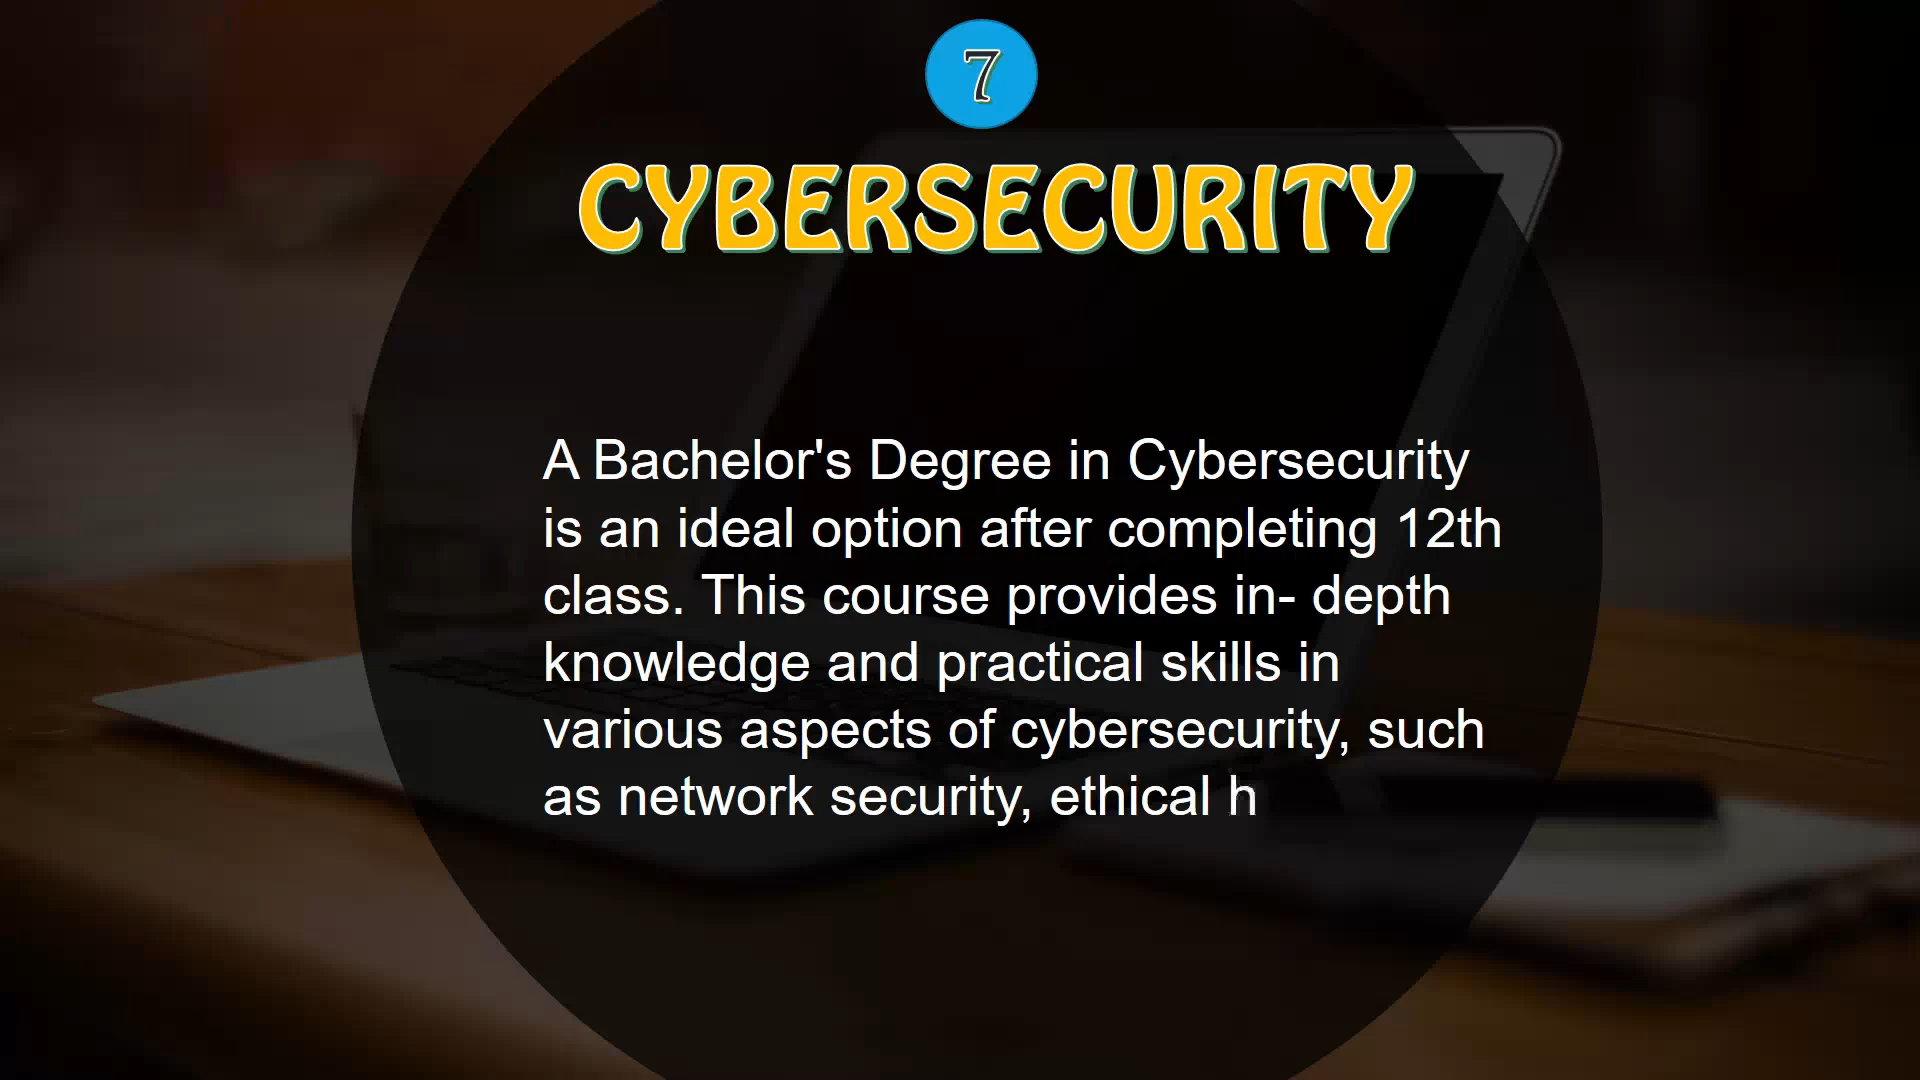 7
CYBERSECURITY
A Bachelor's Degree in Cybersecurity
is an ideal option after completing 12th
class. This course provides in- depth
knowledge and practical skills in
various aspects of cybersecurity, such
as network security, ethical h